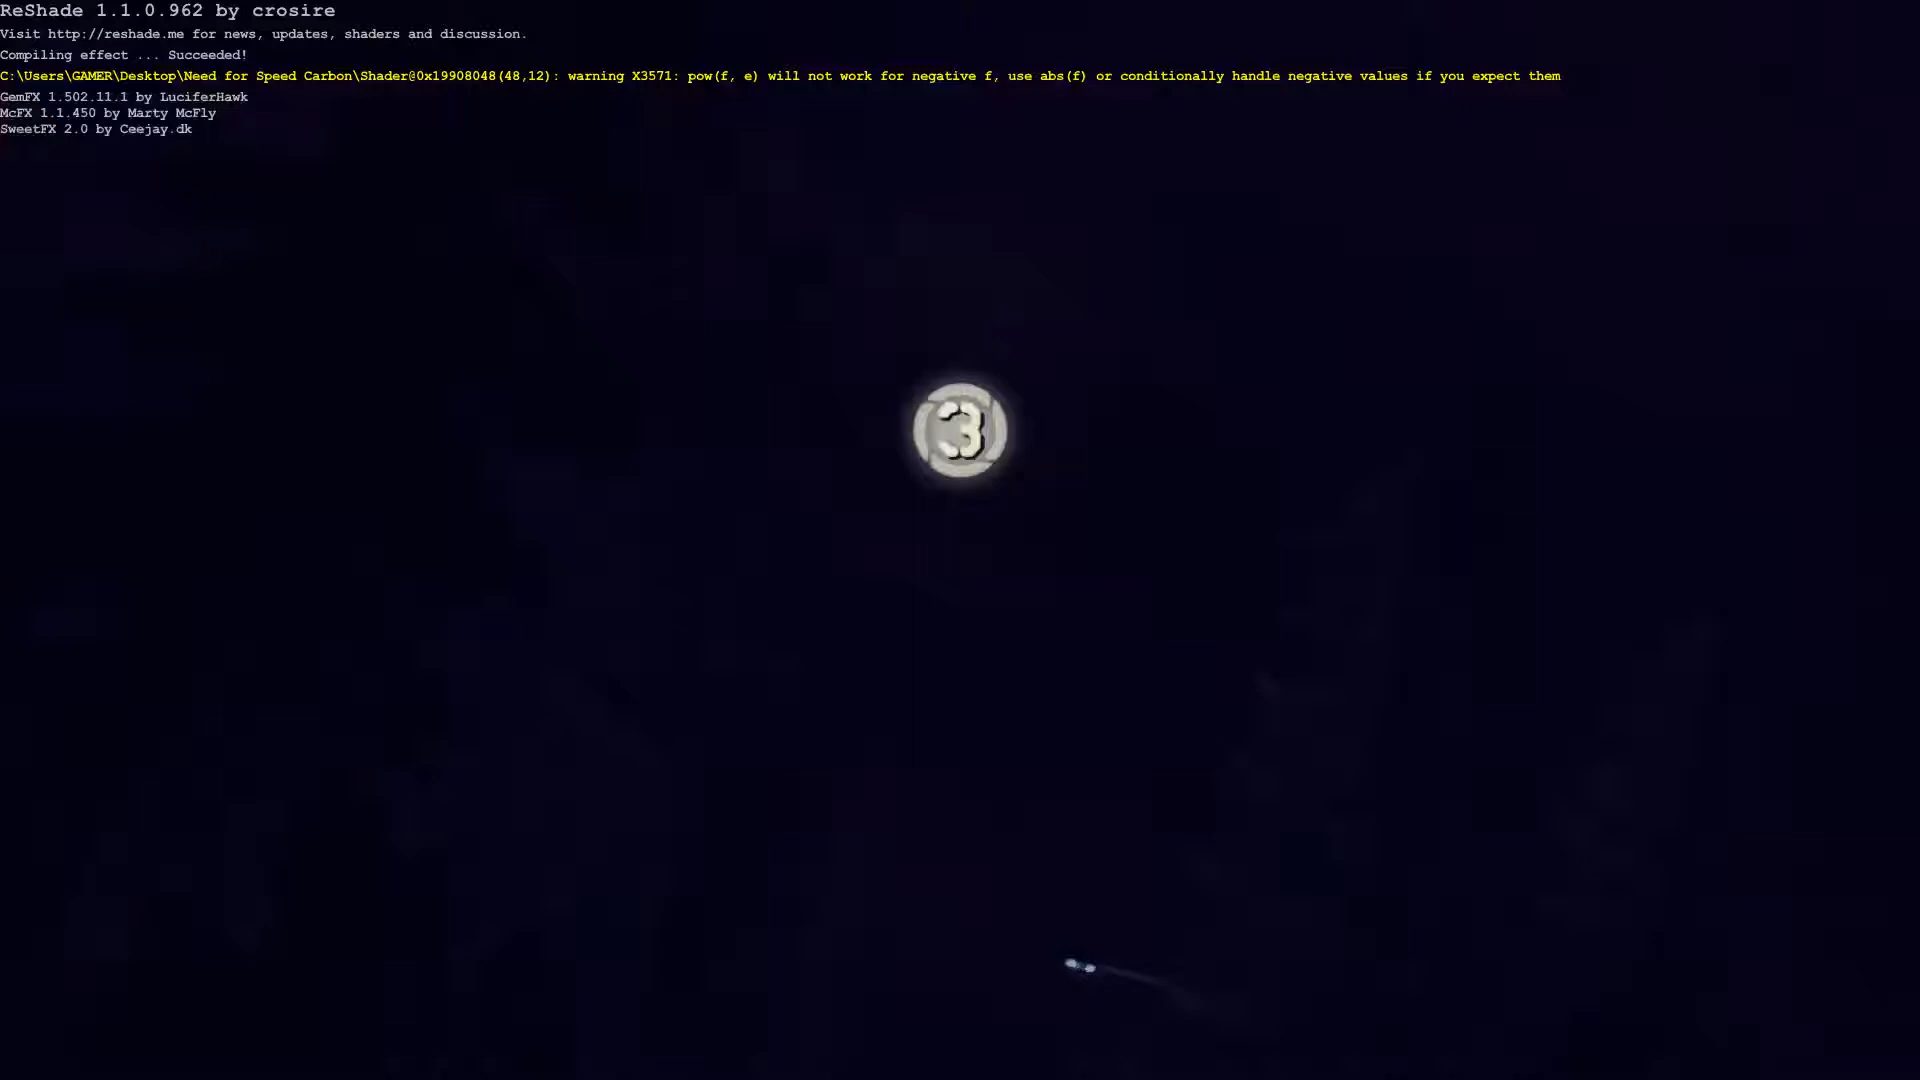 ReShade 1.1.0.962 by crosire
Visit http://reshade.me for news, updates, shaders and discussion.
Compiling effect ... Succeeded!
C:\Users\GAMER\Desktop\Need for Speed Carbon\Shader@0x19908048(48,12): warning X3571: pow(f, e) will not work for negative f, use abs(f) or conditionally handle negative values if you expect them
GemFX 1.502.11.1 by LuciferHawk
McFX 1.1.450 by Marty McFly
SweetFX 2.0 by Ceejay.dk
3